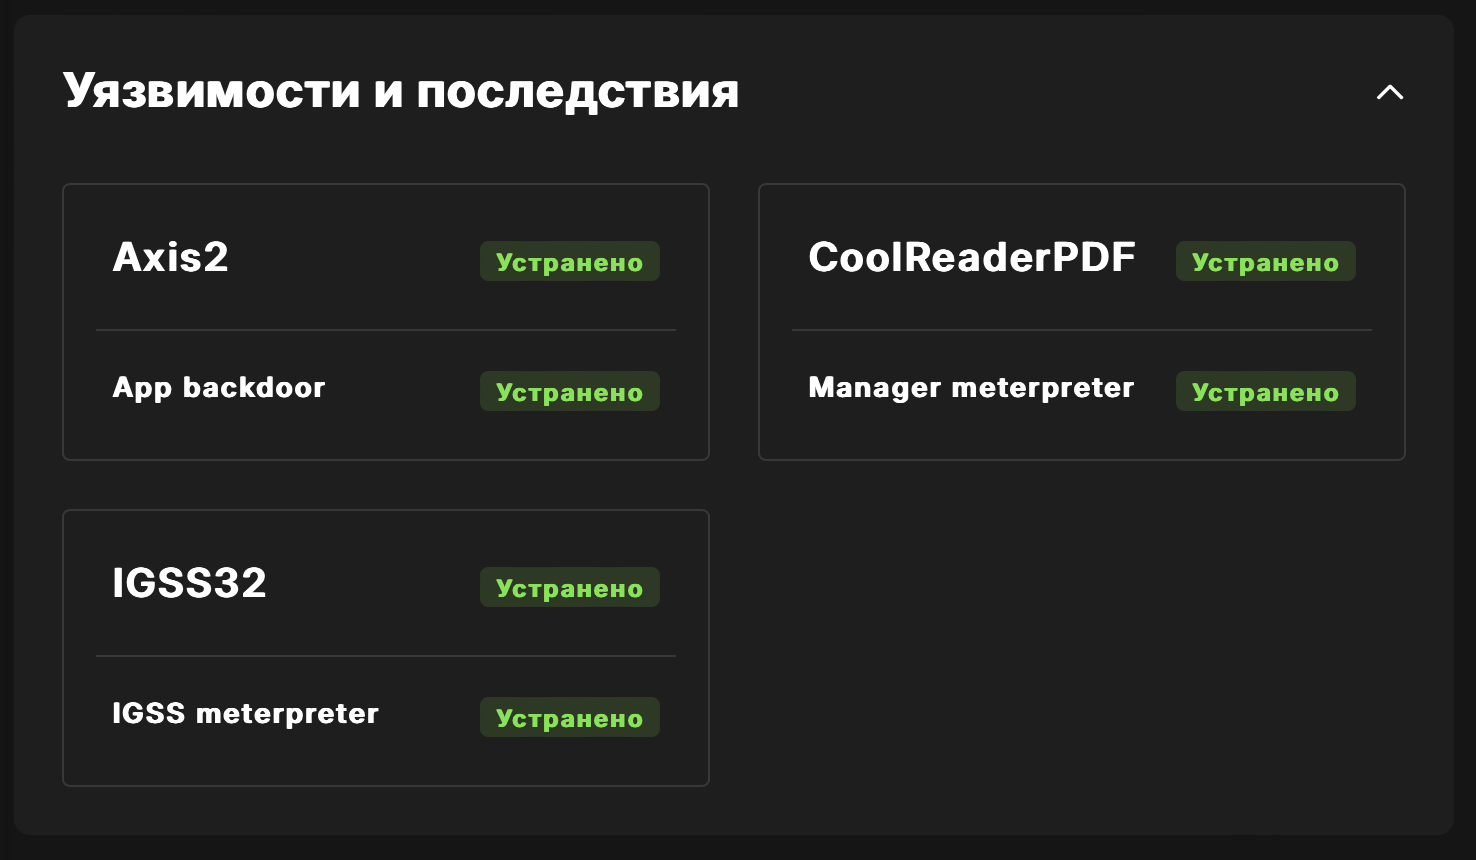 Уязвимости и последствия
Axis2 Устранено
App backdoor Устранено
CoolReaderPDF Устранено
Manager meterpreter Устранено
IGSS32 Устранено
IGSS meterpreter Устранено